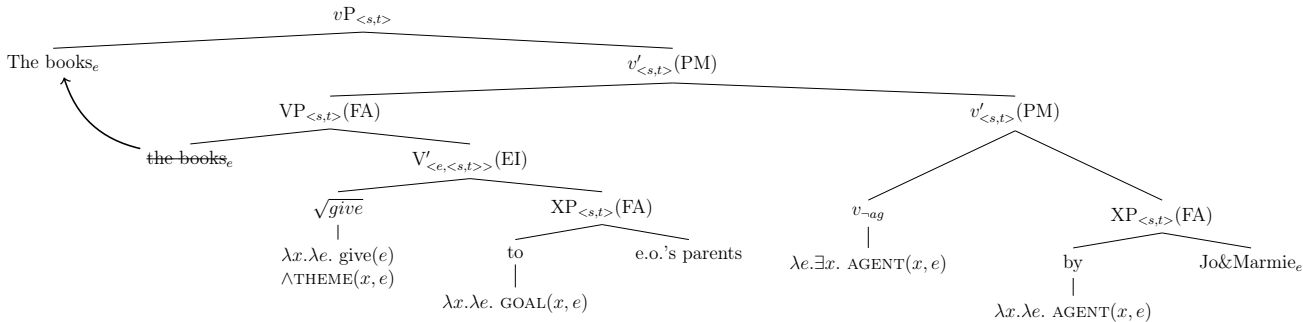 vP<s,t>
The books_e
v′<s,t>(PM)
VP<s,t>(FA)
v′<s,t>(PM)
the books_e
V′<e,<s,t>>(EI)
√give
XP<s,t>(FA)
v¬ag
XP<s,t>(FA)
λx.λe. give(e)
∧THEME(x, e)
to
e.o.'s parents
λe.∃x. AGENT(x, e)
by
Jo&Marmie_e
λx.λe. GOAL(x, e)
λx.λe. AGENT(x, e)